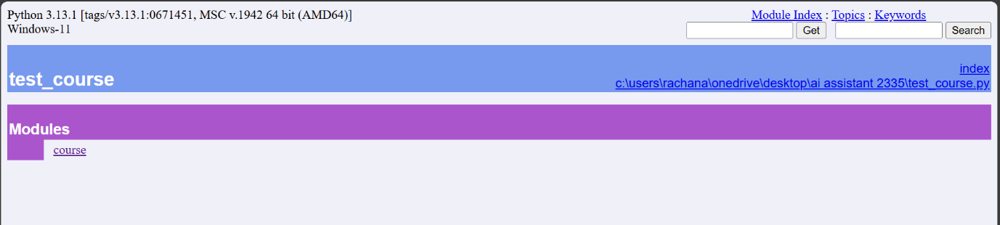 Python 3.13.1 [tags/v3.13.1:0671451, MSC v.1942 64 bit (AMD64)]
Windows-11
Module Index : Topics : Keywords
Get Search
test_course
index
c:\users\rachana\onedrive\desktop\ai assistant 2335\test_course.py
Modules
course